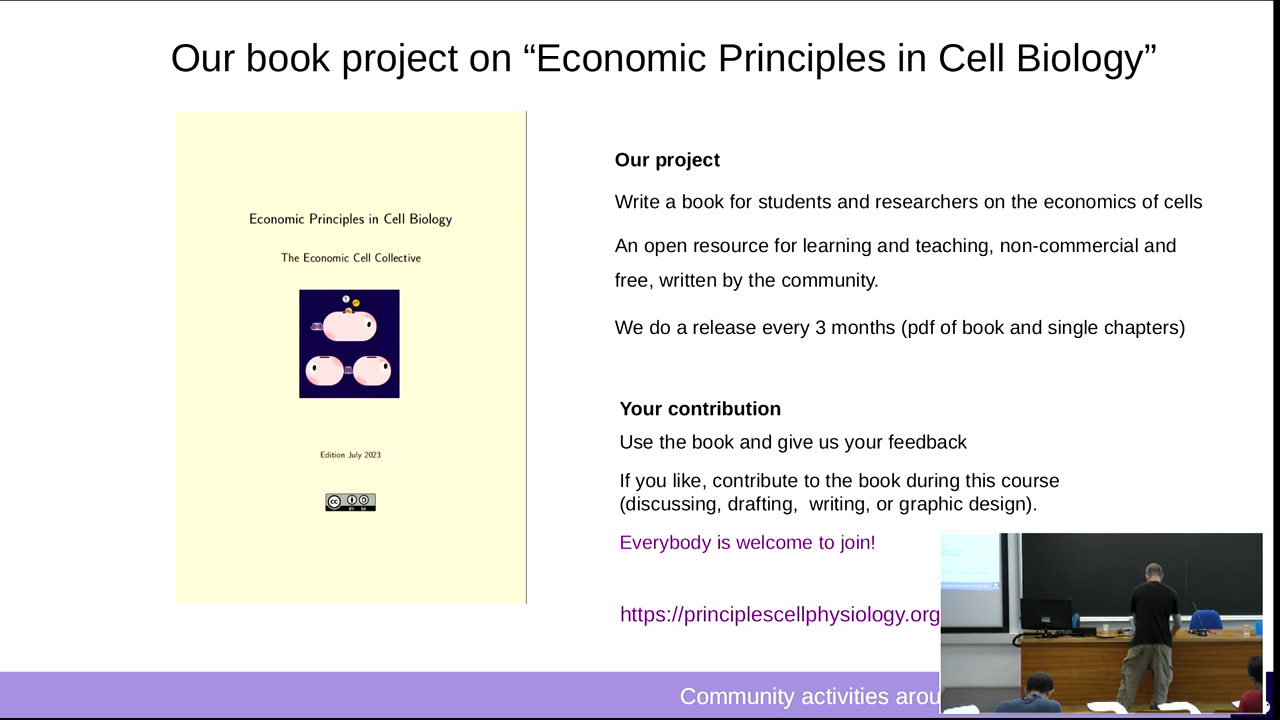 Our book project on “Economic Principles in Cell Biology”
Economic Principles in Cell Biology
The Economic Cell Collective
Edition July 2023
cc
BY SA
Our project
Write a book for students and researchers on the economics of cells
An open resource for learning and teaching, non-commercial and
free, written by the community.
We do a release every 3 months (pdf of book and single chapters)
Your contribution
Use the book and give us your feedback
If you like, contribute to the book during this course
(discussing, drafting,  writing, or graphic design).
Everybody is welcome to join!
https://principlescellphysiology.org
Community activities